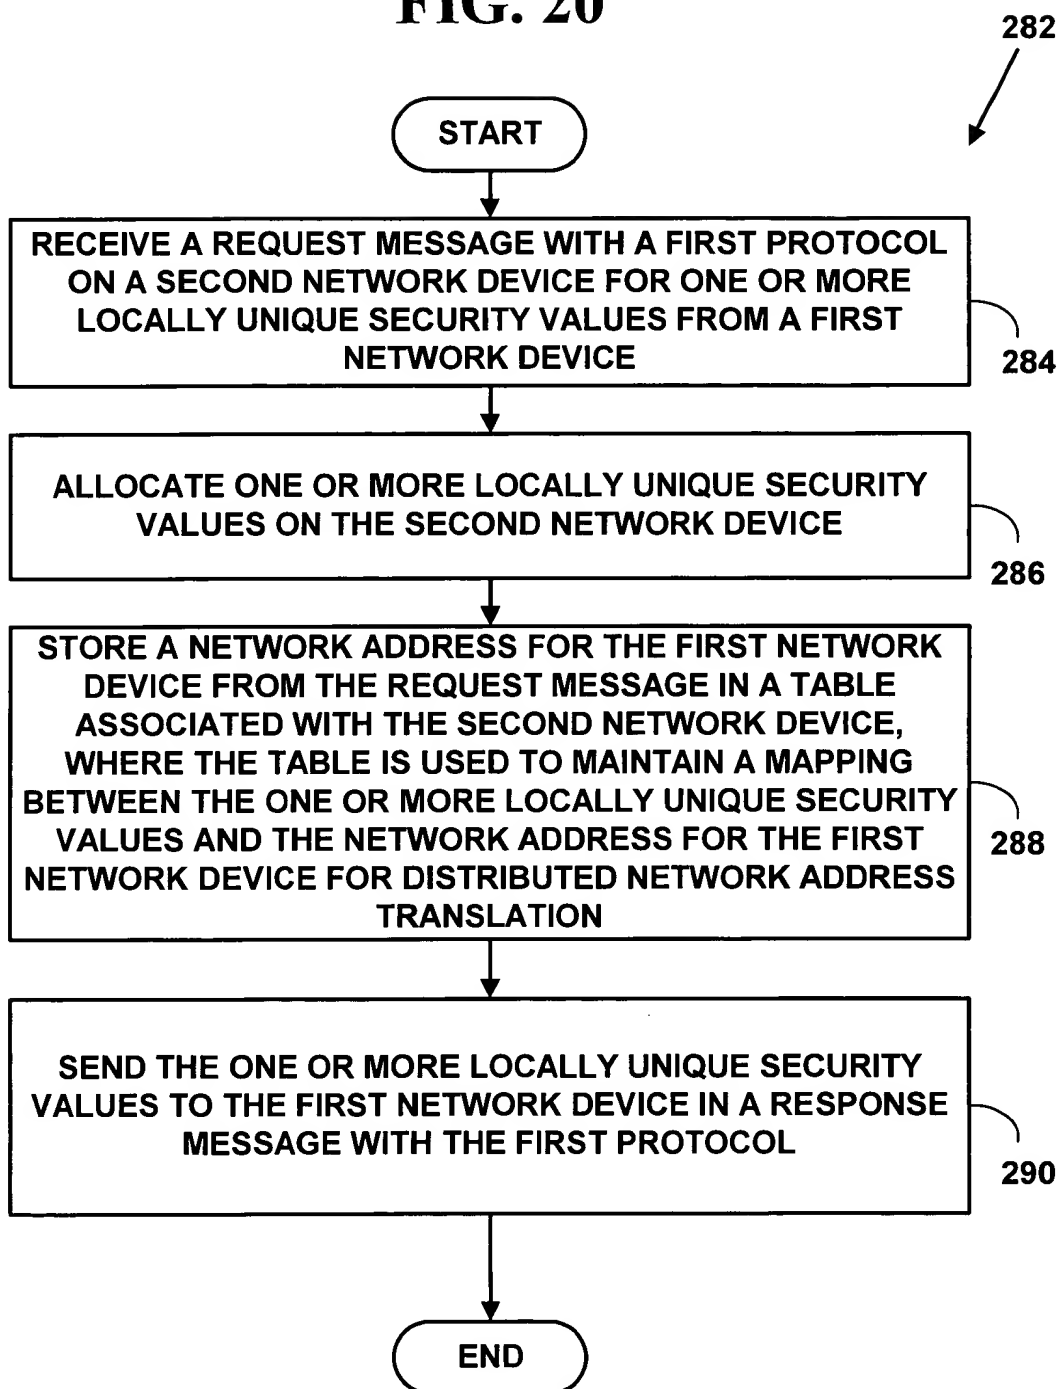 FIG. 20
282
START
RECEIVE A REQUEST MESSAGE WITH A FIRST PROTOCOL
ON A SECOND NETWORK DEVICE FOR ONE OR MORE
LOCALLY UNIQUE SECURITY VALUES FROM A FIRST
NETWORK DEVICE
284
ALLOCATE ONE OR MORE LOCALLY UNIQUE SECURITY
VALUES ON THE SECOND NETWORK DEVICE
286
STORE A NETWORK ADDRESS FOR THE FIRST NETWORK
DEVICE FROM THE REQUEST MESSAGE IN A TABLE
ASSOCIATED WITH THE SECOND NETWORK DEVICE,
WHERE THE TABLE IS USED TO MAINTAIN A MAPPING
BETWEEN THE ONE OR MORE LOCALLY UNIQUE SECURITY
VALUES AND THE NETWORK ADDRESS FOR THE FIRST
NETWORK DEVICE FOR DISTRIBUTED NETWORK ADDRESS
TRANSLATION
288
SEND THE ONE OR MORE LOCALLY UNIQUE SECURITY
VALUES TO THE FIRST NETWORK DEVICE IN A RESPONSE
MESSAGE WITH THE FIRST PROTOCOL
290
END